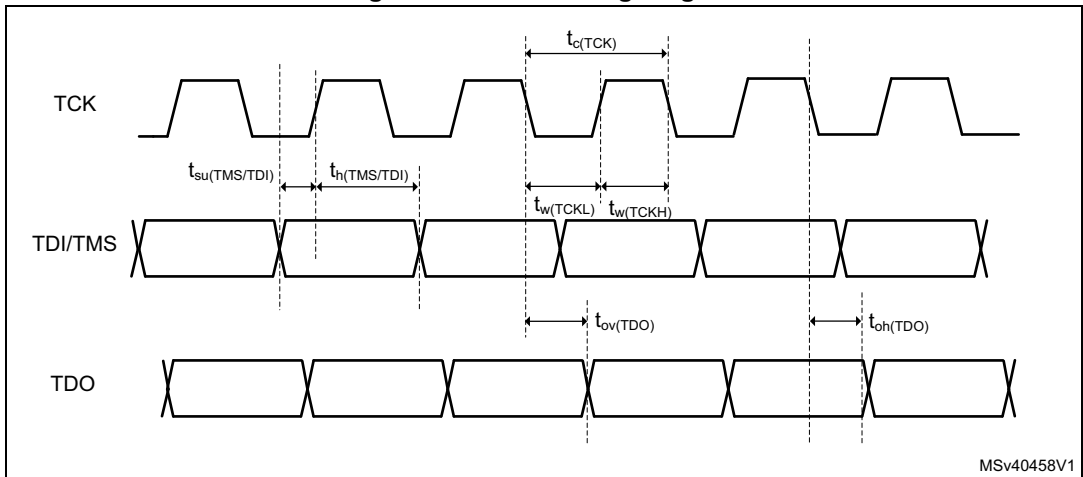 tc(TCK)
TCK
tsu(TMS/TDI)
th(TMS/TDI)
tw(TCKL)
tw(TCKH)
TDI/TMS
tov(TDO)
toh(TDO)
TDO
MSv40458V1